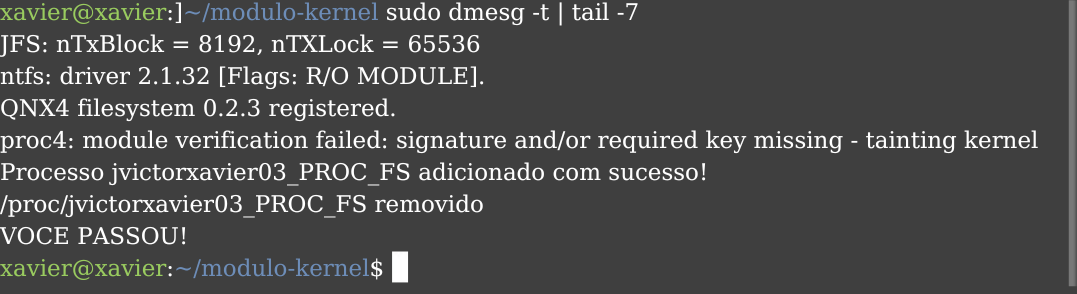 xavier@xavier:]~/modulo-kernel sudo dmesg -t | tail -7
JFS: nTxBlock = 8192, nTXLock = 65536
ntfs: driver 2.1.32 [Flags: R/O MODULE].
QNX4 filesystem 0.2.3 registered.
proc4: module verification failed: signature and/or required key missing - tainting kernel
Processo jvictorxavier03_PROC_FS adicionado com sucesso!
/proc/jvictorxavier03_PROC_FS removido
VOCE PASSOU!
xavier@xavier:~/modulo-kernel$